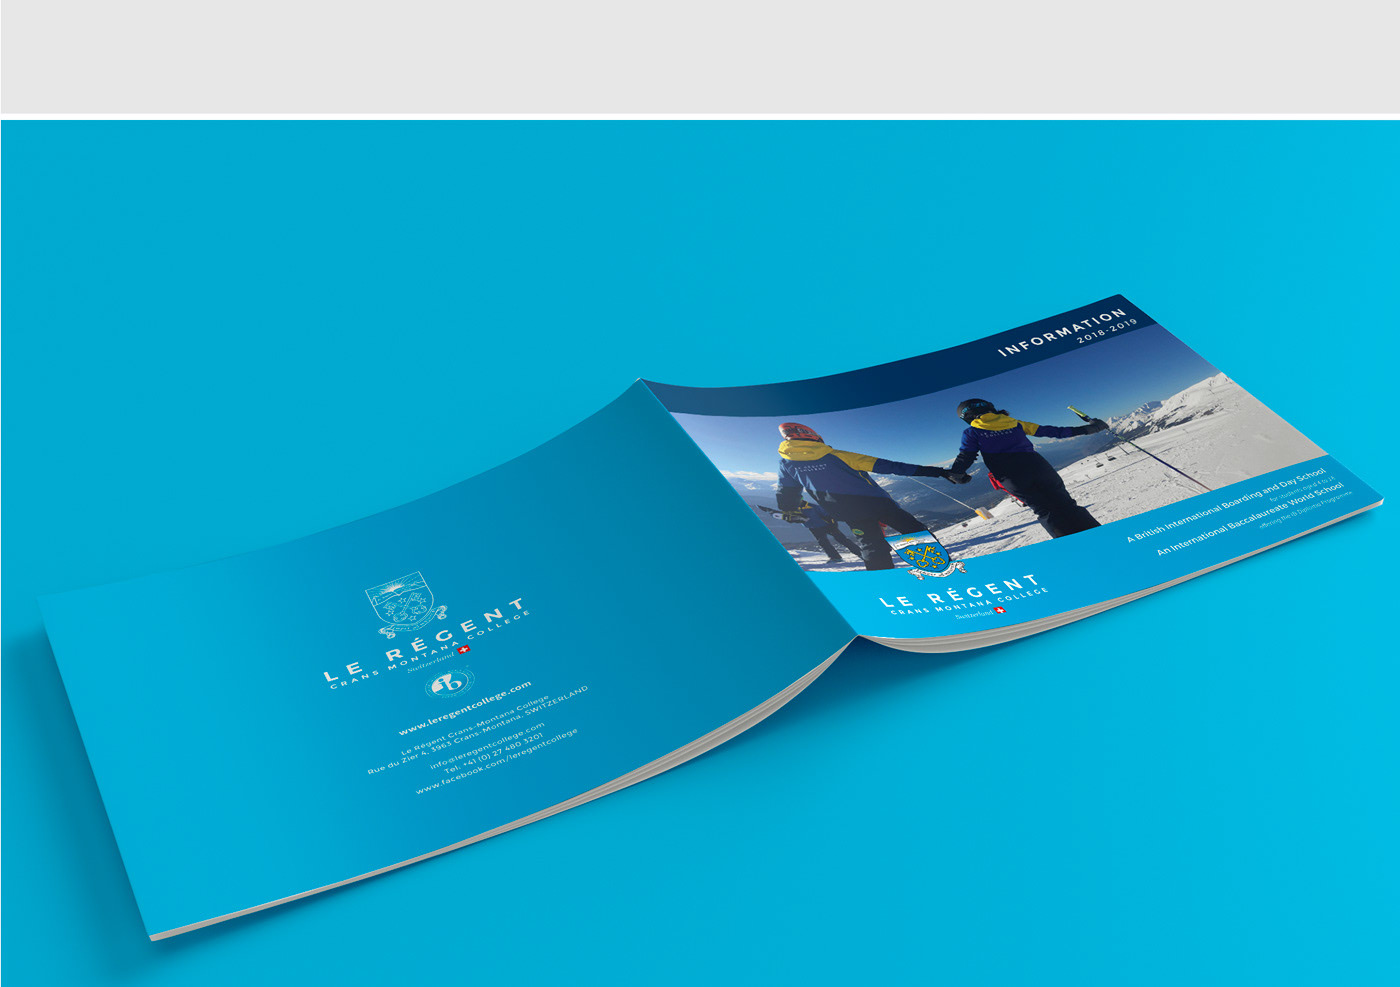 INFORMATION
2018-2019
A British International Boarding and Day School
for students aged 4 to 18
An International Baccalaureate World School
offering the IB Diploma Programme
LE RÉGENT
CRANS MONTANA COLLEGE
Switzerland
LE RÉGENT
CRANS MONTANA COLLEGE
Switzerland
www.leregentcollege.com
Le Régent Crans-Montana College
Rue du Zier 4, 3963 Crans-Montana, SWITZERLAND
info@leregentcollege.com
Tel: +41 (0) 27 480 3201
www.facebook.com/leregentcollege